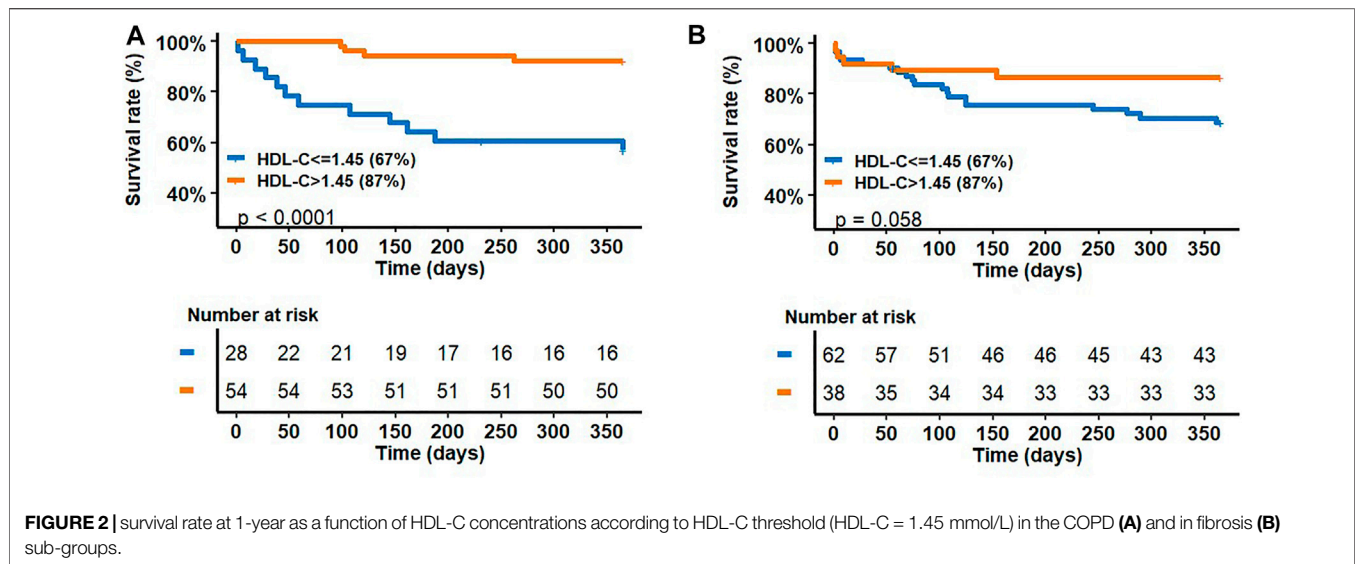 A
100%
80%
60%
40%
Survival rate (%)
HDL-C<=1.45 (67%)
HDL-C>1.45 (87%)
p < 0.0001
0 50 100 150 200 250 300 350
Time (days)
Number at risk
28 22 21 19 17 16 16 16
54 54 53 51 51 51 50 50
0 50 100 150 200 250 300 350
Time (days)
B
100%
80%
60%
40%
Survival rate (%)
HDL-C<=1.45 (67%)
HDL-C>1.45 (87%)
p = 0.058
0 50 100 150 200 250 300 350
Time (days)
Number at risk
62 57 51 46 46 45 43 43
38 35 34 34 33 33 33 33
0 50 100 150 200 250 300 350
Time (days)
FIGURE 2 | survival rate at 1-year as a function of HDL-C concentrations according to HDL-C threshold (HDL-C = 1.45 mmol/L) in the COPD (A) and in fibrosis (B)
sub-groups.